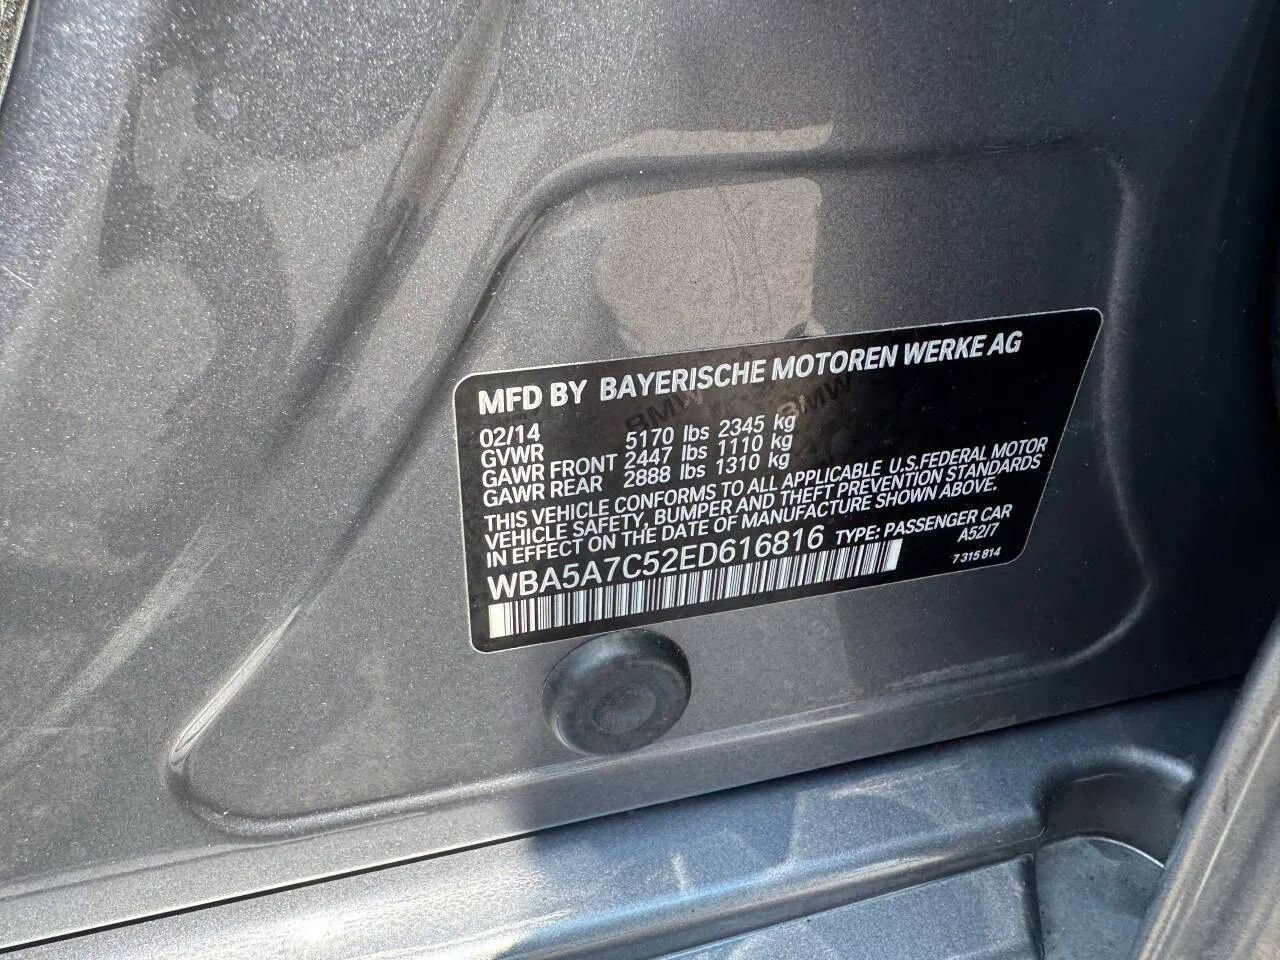 MFD BY BAYERISCHE MOTOREN WERKE AG
02/14
GVWR 5170 lbs 2345 kg
GAWR FRONT 2447 lbs 1110 kg
GAWR REAR 2888 lbs 1310 kg
THIS VEHICLE CONFORMS TO ALL APPLICABLE U.S.FEDERAL MOTOR
VEHICLE SAFETY, BUMPER AND THEFT PREVENTION STANDARDS
IN EFFECT ON THE DATE OF MANUFACTURE SHOWN ABOVE.
WBA5A7C52ED616816 TYPE: PASSENGER CAR
A52/7
7 315 814
BMW
BMW